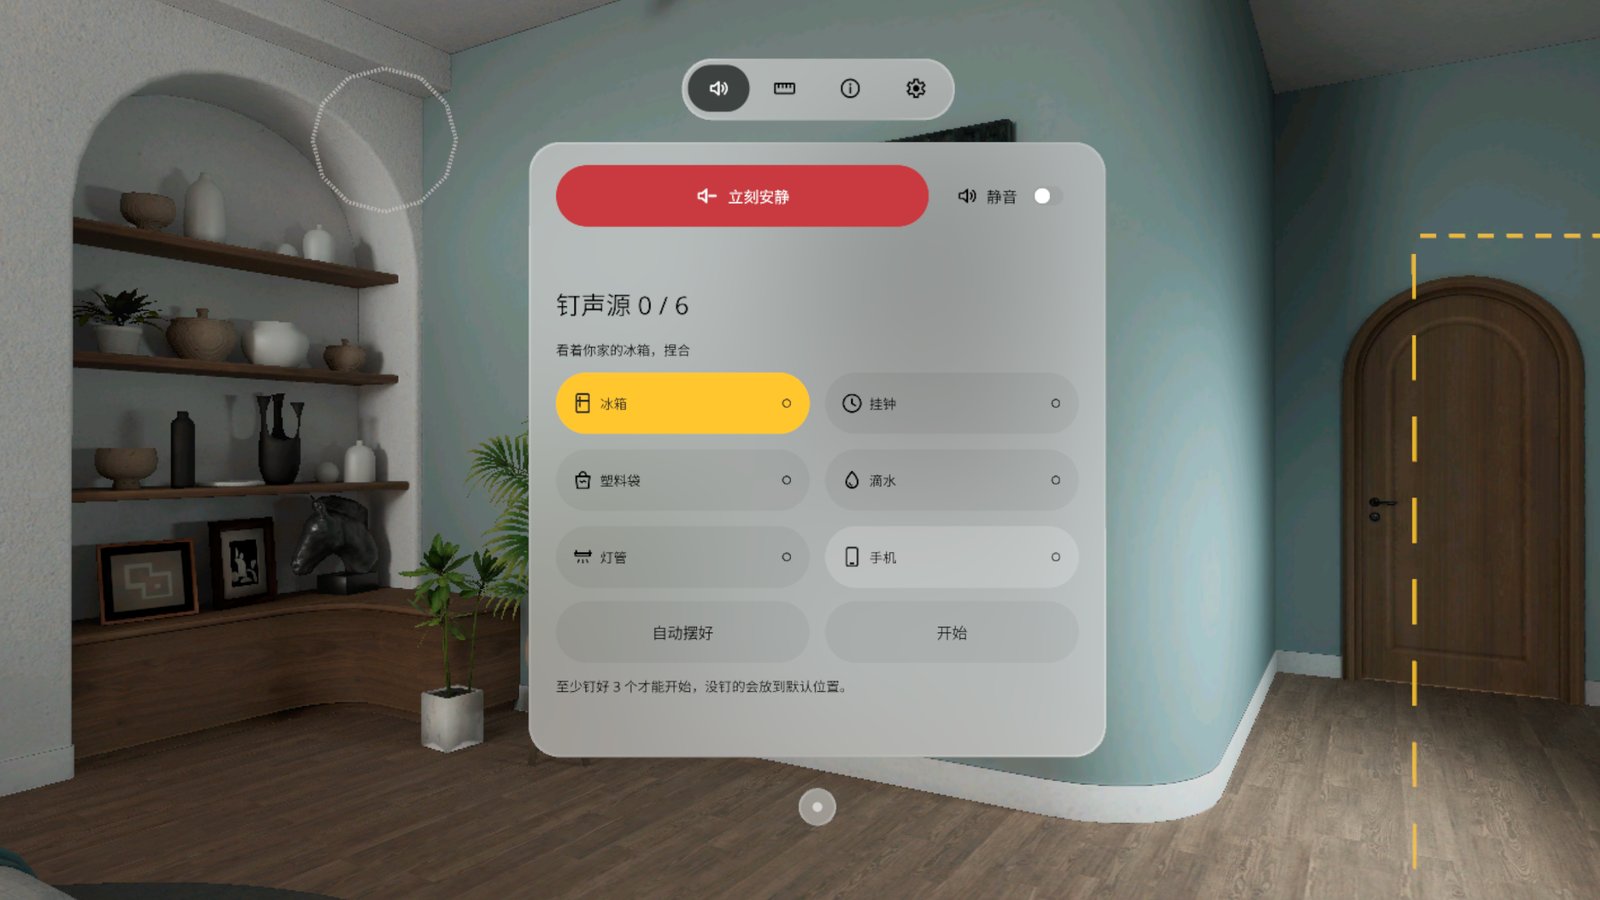 立刻安静
静音
钉声源 0 / 6
看着你家的冰箱，捏合
冰箱
挂钟
塑料袋
滴水
灯管
手机
自动摆好
开始
至少钉好 3 个才能开始，没钉的会放到默认位置。